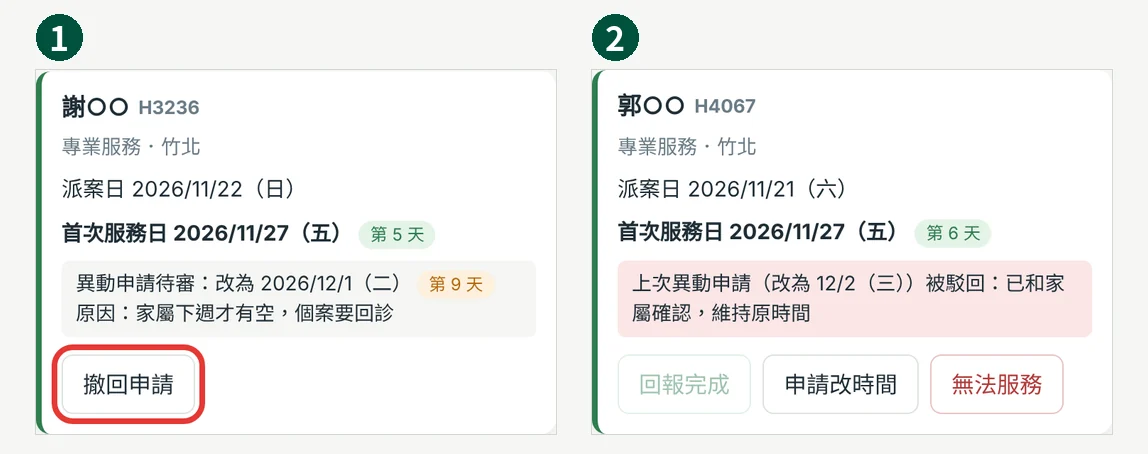 1
謝〇〇 H3236
專業服務・竹北
派案日 2026/11/22（日）
首次服務日 2026/11/27（五） 第 5 天
異動申請待審：改為 2026/12/1（二） 第 9 天
原因：家屬下週才有空，個案要回診
撤回申請
2
郭〇〇 H4067
專業服務・竹北
派案日 2026/11/21（六）
首次服務日 2026/11/27（五） 第 6 天
上次異動申請（改為 12/2（三））被駁回：已和家
屬確認，維持原時間
回報完成 申請改時間 無法服務